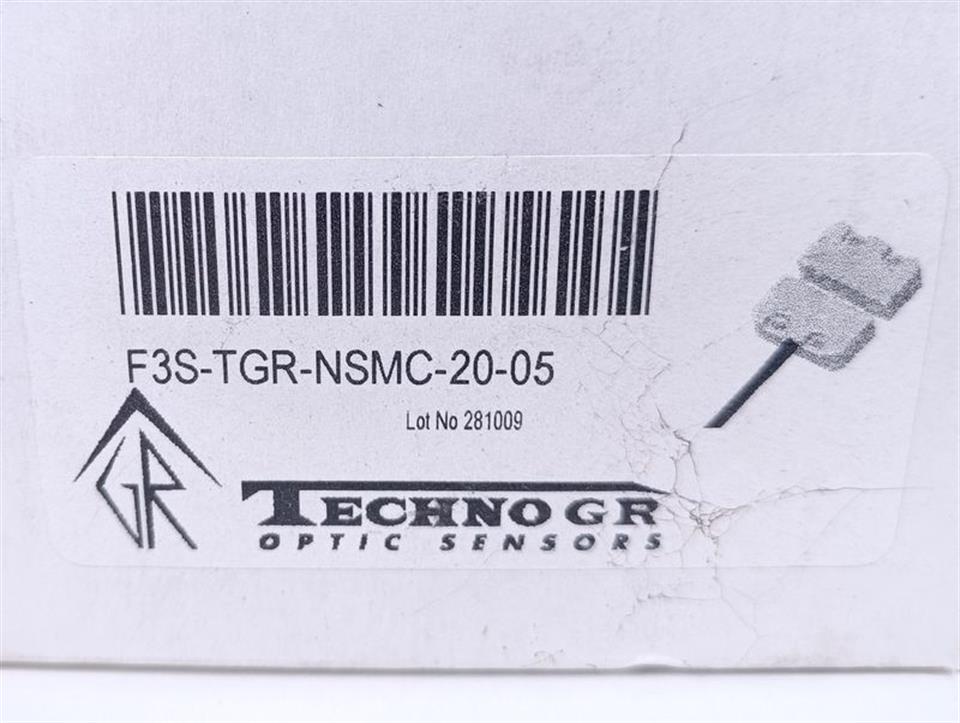 F3S-TGR-NSMC-20-05
Lot No 281009
GR
TECHNO GR
OPTIC SENSORS